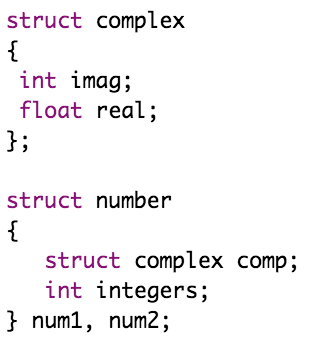 struct complex
{
 int imag;
 float real;
};

struct number
{
   struct complex comp;
   int integers;
} num1, num2;